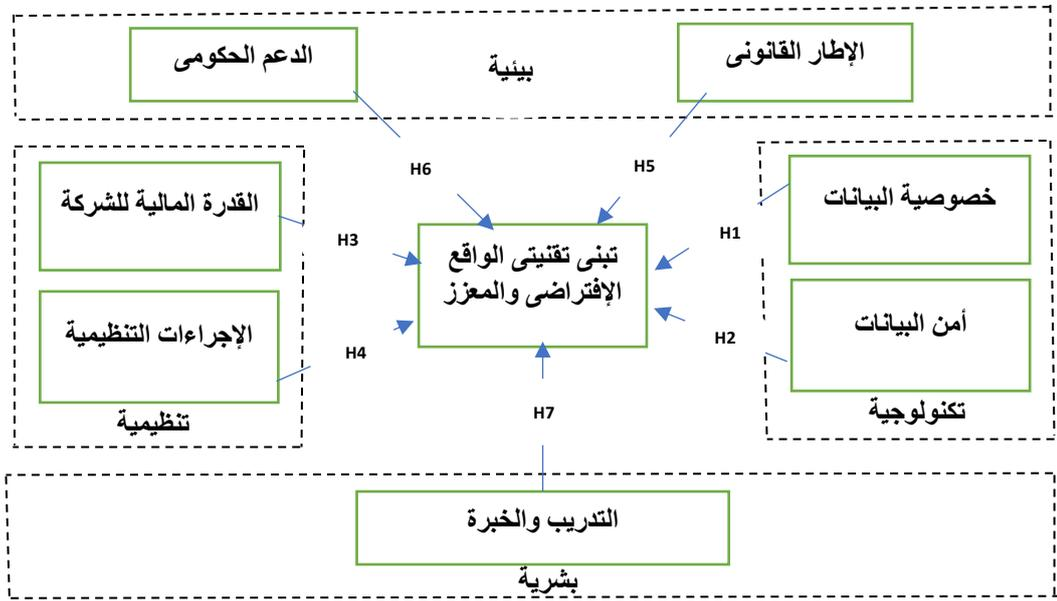 الإطار القانونى
بيئية
الدعم الحكومى
H6
H5
خصوصية البيانات
القدرة المالية للشركة
H1
H3
تبنى تقنيتى الواقع
الإفتراضى والمعزز
أمن البيانات
الإجراءات التنظيمية
H2
H4
تكنولوجية
تنظيمية
H7
التدريب والخبرة
بشرية